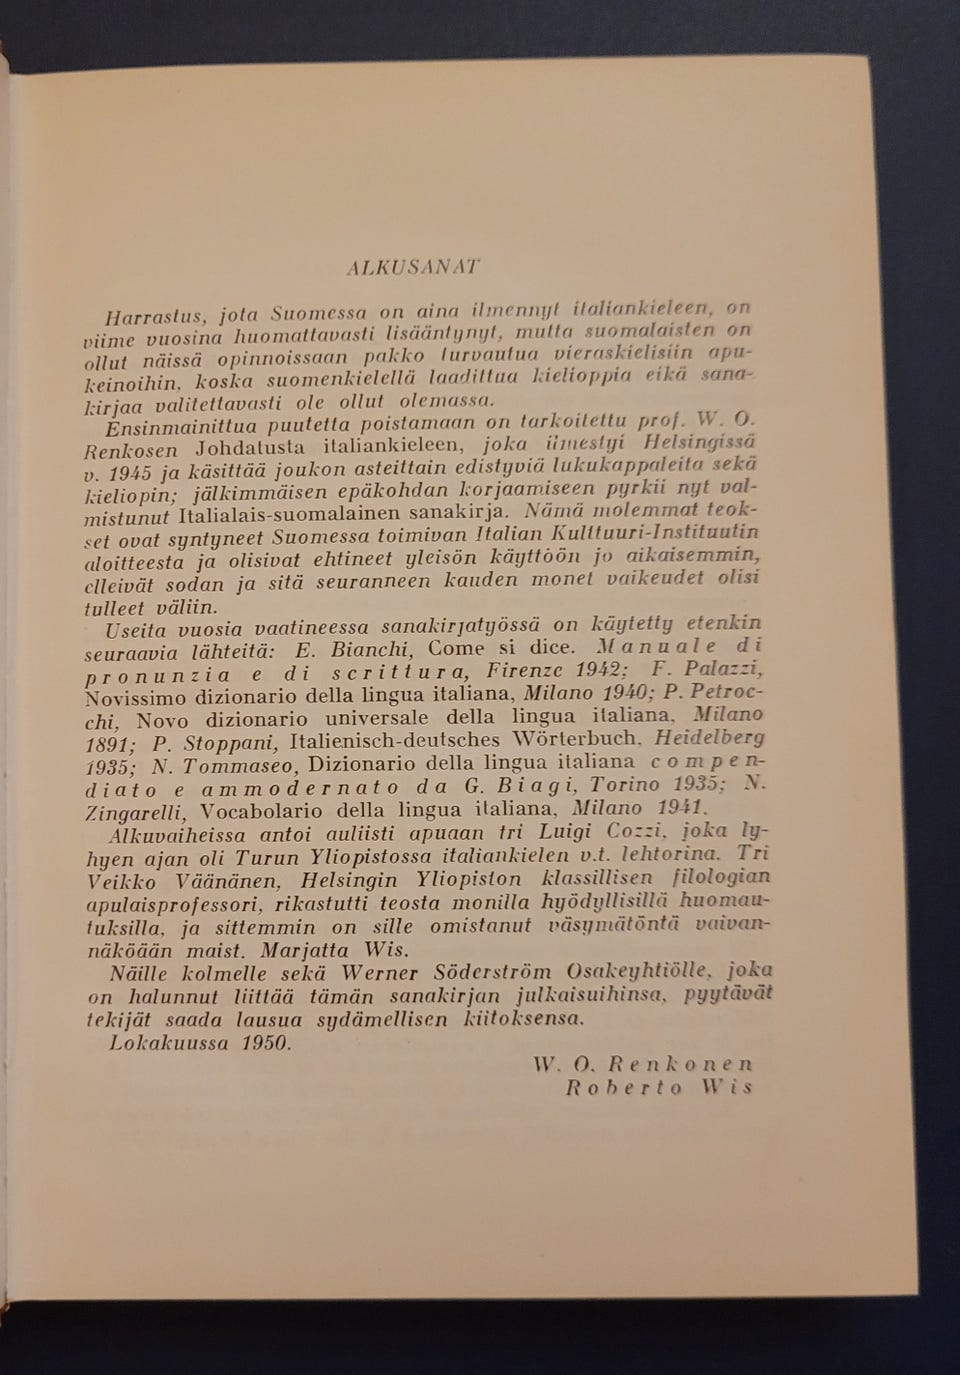 ALKUSANAT
Harrastus, jota Suomessa on aina ilmennyt italiankieleen, on
viime vuosina huomattavasti lisääntynyt, mutta suomalaisten on
ollut näissä opinnoissaan pakko turvautua vieraskielisiin apu-
keinoihin, koska suomenkielellä laadittua kielioppia eikä sana-
kirjaa valitettavasti ole ollut olemassa.
Ensinmainittua puutetta poistamaan on tarkoitettu prof. W. O.
Renkosen Johdatusta italiankieleen, joka ilmestyi Helsingissä
v. 1945 ja käsittää joukon asteittain edistyviä lukukappaleita sekä
kieliopin; jälkimmäisen epäkohdan korjaamiseen pyrkii nyt val-
mistunut Italialais-suomalainen sanakirja. Nämä molemmat teok-
set ovat syntyneet Suomessa toimivan Italian Kulttuuri-Instituutin
aloitteesta ja olisivat ehtineet yleisön käyttöön jo aikaisemmin,
elleivät sodan ja sitä seuranneen kauden monet vaikeudet olisi
tulleet väliin.
Useita vuosia vaatineessa sanakirjatyössä on käytetty etenkin
seuraavia lähteitä: E. Bianchi, Come si dice. Manuale di
pronunzia e di scrittura, Firenze 1942; F. Palazzi,
Novissimo dizionario della lingua italiana, Milano 1940; P. Petroc-
chi, Novo dizionario universale della lingua italiana, Milano
1891; P. Stoppani, Italienisch-deutsches Wörterbuch, Heidelberg
1935; N. Tommaseo, Dizionario della lingua italiana compen-
diato e ammodernato da G. Biagi, Torino 1935; N.
Zingarelli, Vocabolario della lingua italiana, Milano 1941.
Alkuvaiheissa antoi auliisti apuaan tri Luigi Cozzi, joka ly-
hyen ajan oli Turun Yliopistossa italiankielen v.t. lehtorina. Tri
Veikko Väänänen, Helsingin Yliopiston klassillisen filologian
apulaisprofessori, rikastutti teosta monilla hyödyllisillä huomau-
tuksilla, ja sittemmin on sille omistanut väsymätöntä vaivan-
näköään maist. Marjatta Wis.
Näille kolmelle sekä Werner Söderström Osakeyhtiölle, joka
on halunnut liittää tämän sanakirjan julkaisuihinsa, pyytävät
tekijät saada lausua sydämellisen kiitoksensa.
Lokakuussa 1950.
W. O. Renkonen
Roberto Wis